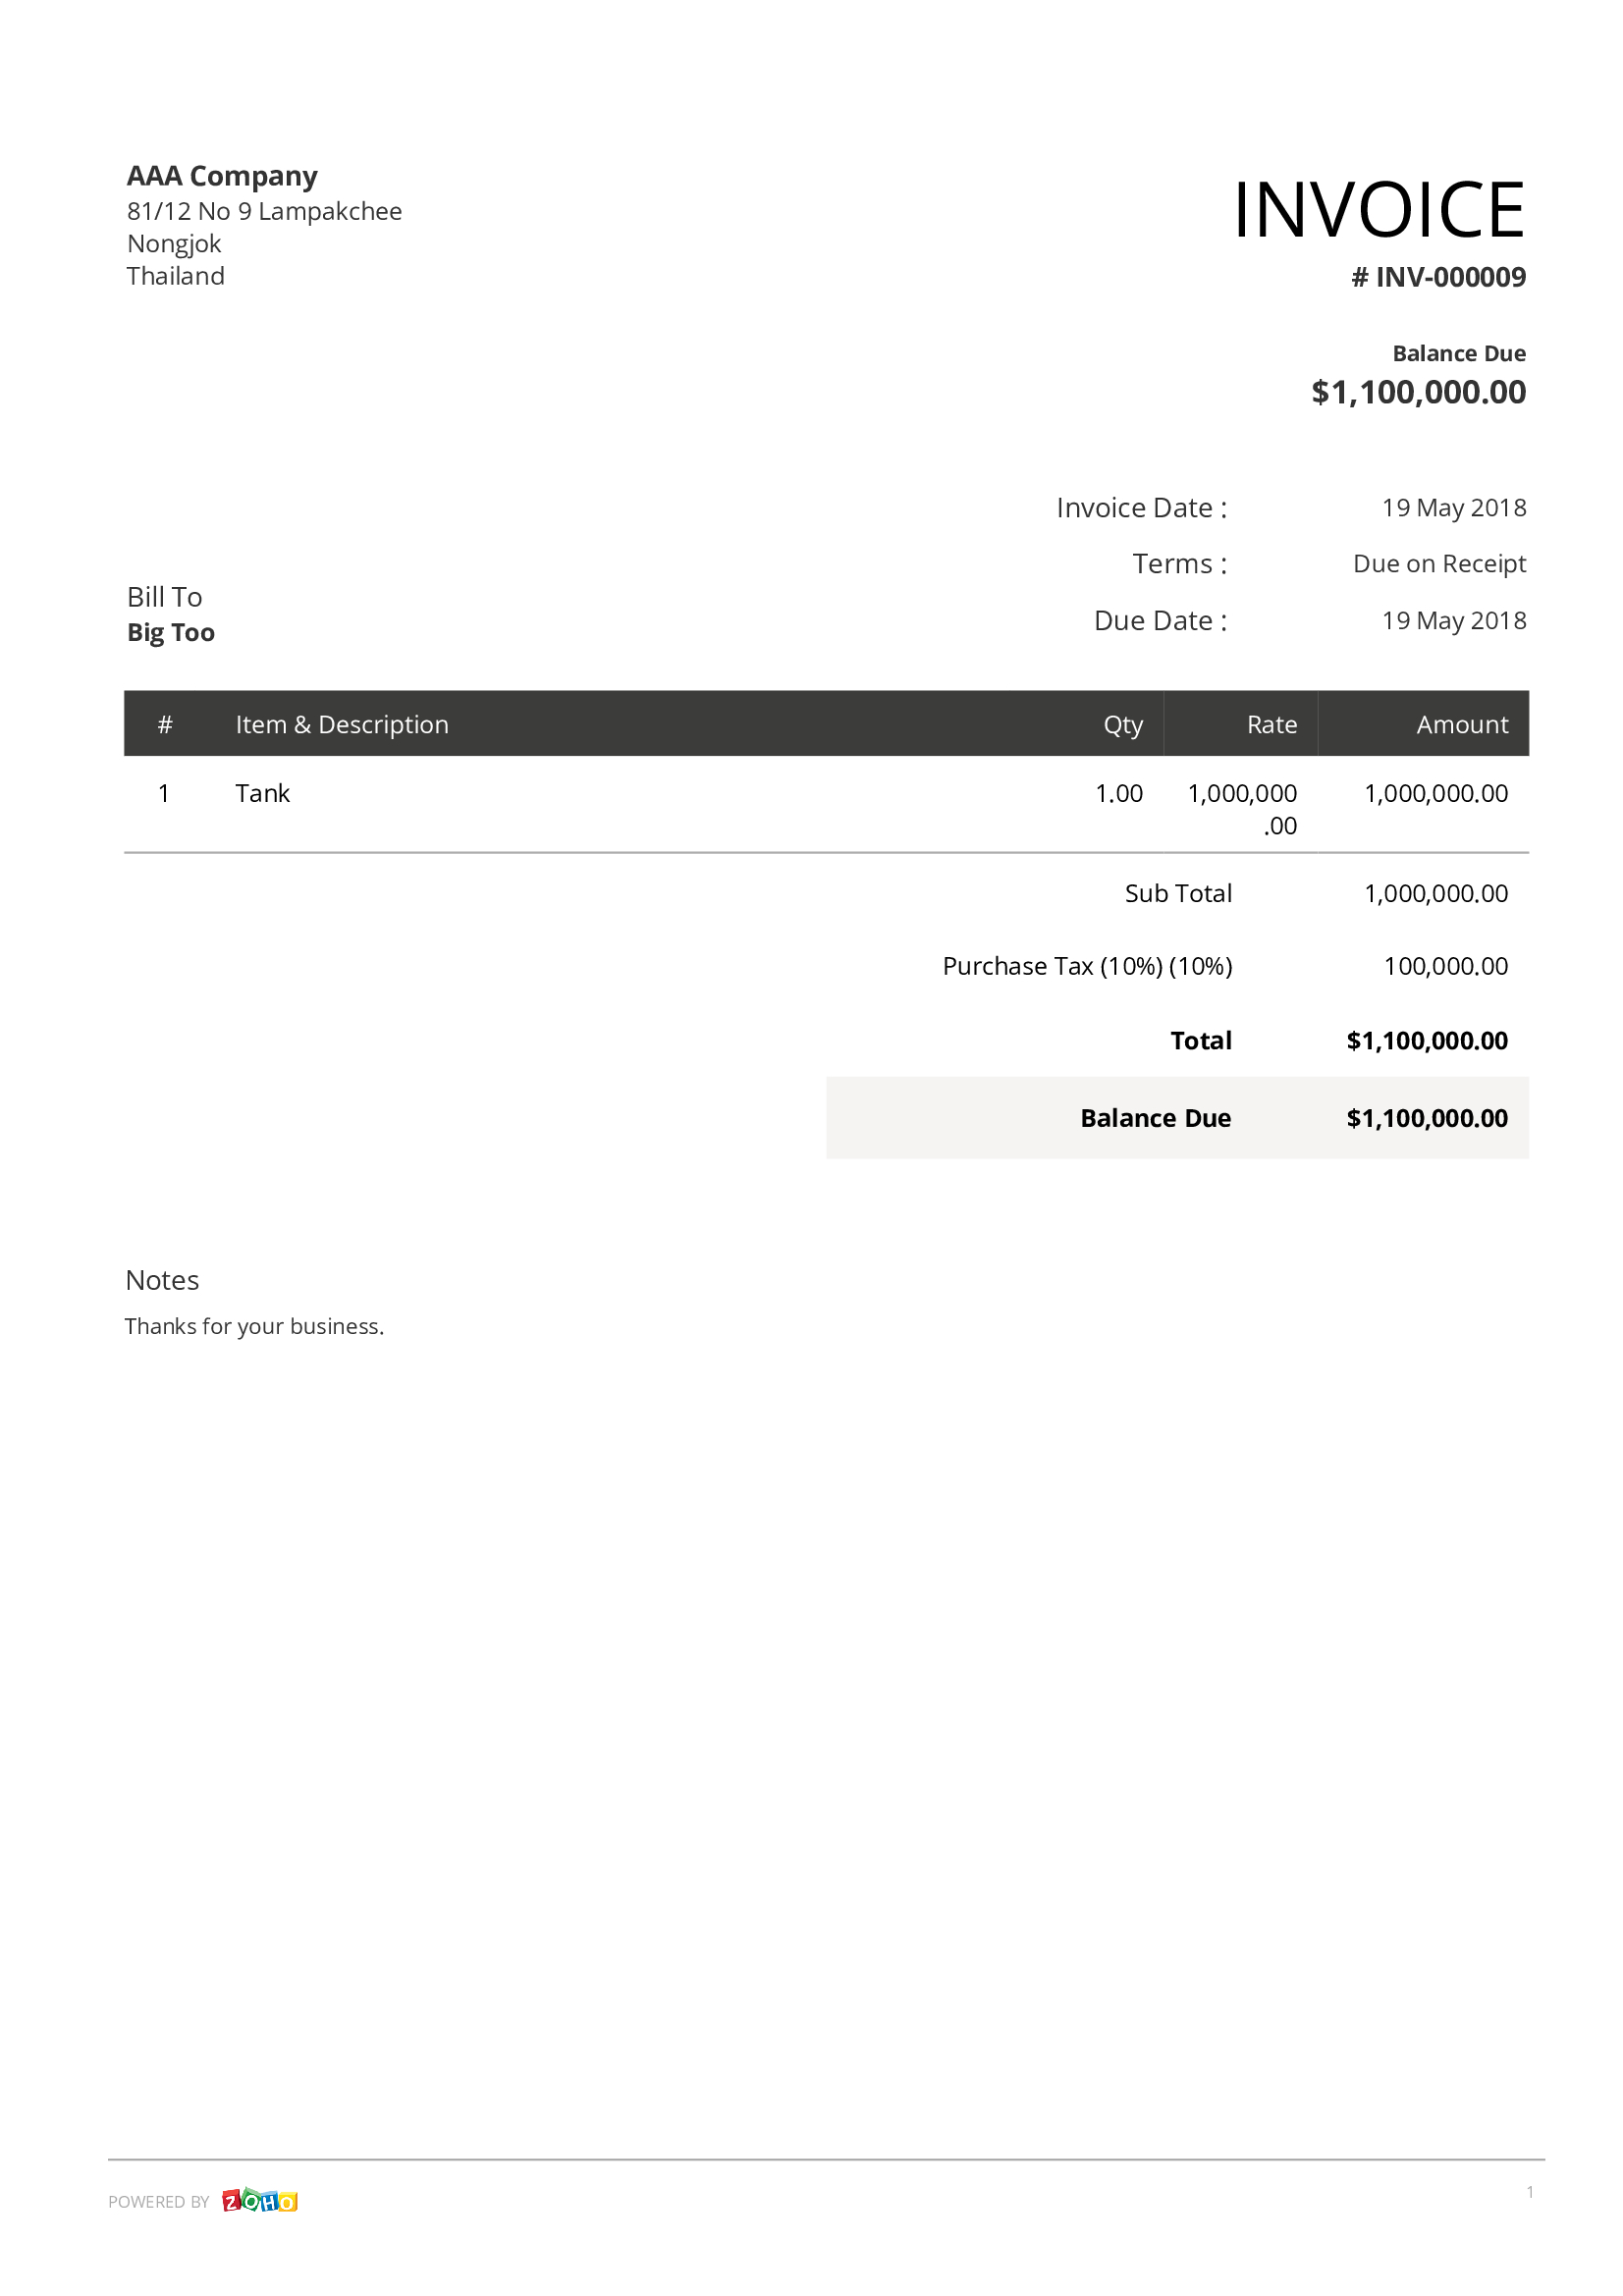 AAA Company
81/12 No 9 Lampakchee
Nongjok
Thailand
INVOICE
# INV-000009
Balance Due
$1,100,000.00
Invoice Date : 19 May 2018
Terms : Due on Receipt
Due Date : 19 May 2018
Bill To
Big Too
# Item & Description Qty Rate Amount
1 Tank 1.00 1,000,000 1,000,000.00
.00
Sub Total 1,000,000.00
Purchase Tax (10%) (10%) 100,000.00
Total $1,100,000.00
Balance Due $1,100,000.00
Notes
Thanks for your business.
POWERED BY ZOHO 1